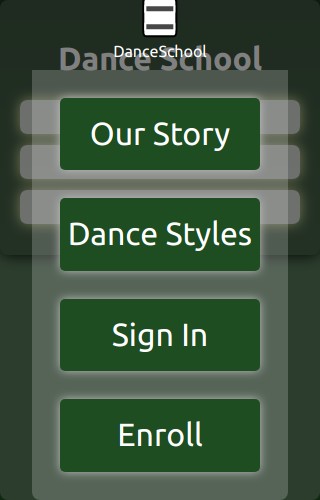 Dance School
DanceSchool
Our Story
Dance Styles
Sign In
Enroll